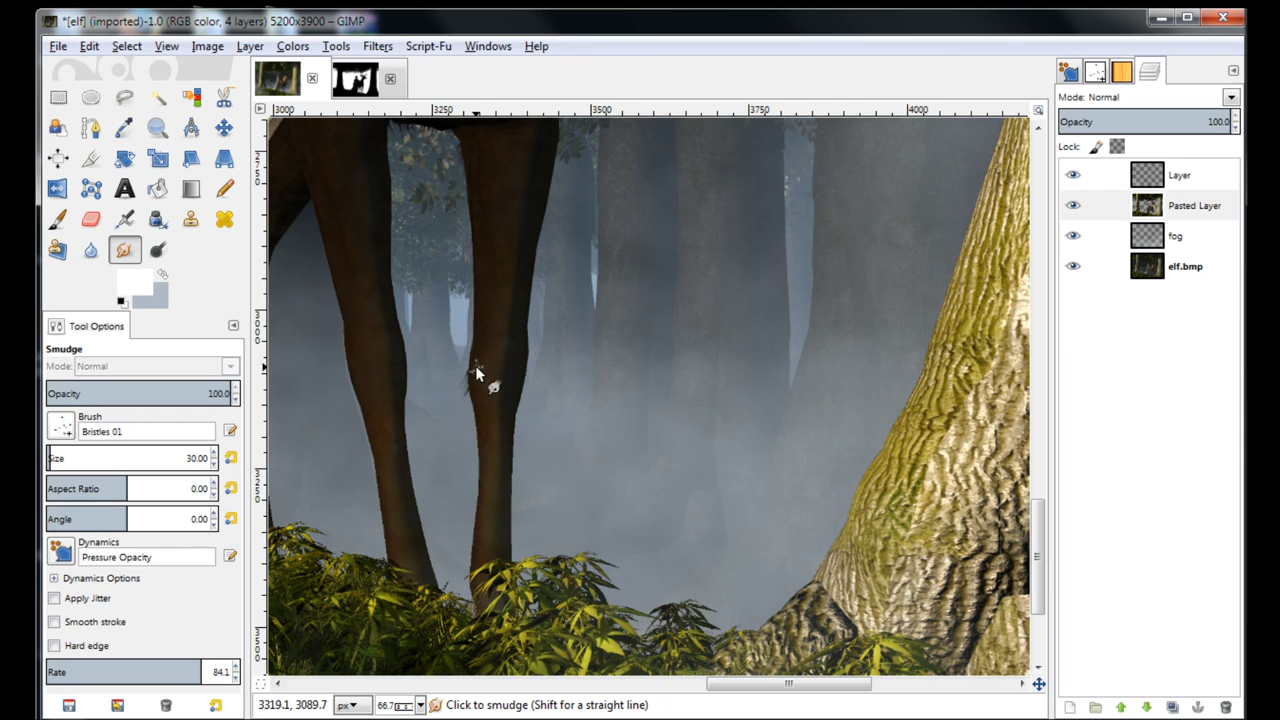 *[elf] (imported)-1.0 (RGB color, 4 layers) 5200x3900 – GIMP
File Edit Select View Image Layer Colors Tools Filters Script-Fu Windows Help
3000 3250 3500 3750 4000
Mode: Normal
Opacity 100.0
Lock:
Layer
Pasted Layer
fog
elf.bmp
Tool Options
Smudge
Mode: Normal
Opacity 100.0
Brush
Bristles 01
Size 30.00
Aspect Ratio 0.00
Angle 0.00
Dynamics
Pressure Opacity
Dynamics Options
Apply Jitter
Smooth stroke
Hard edge
Rate 84.1
2750
3000
3250
3500
3319.1, 3089.7 px 66.7 Click to smudge (Shift for a straight line)